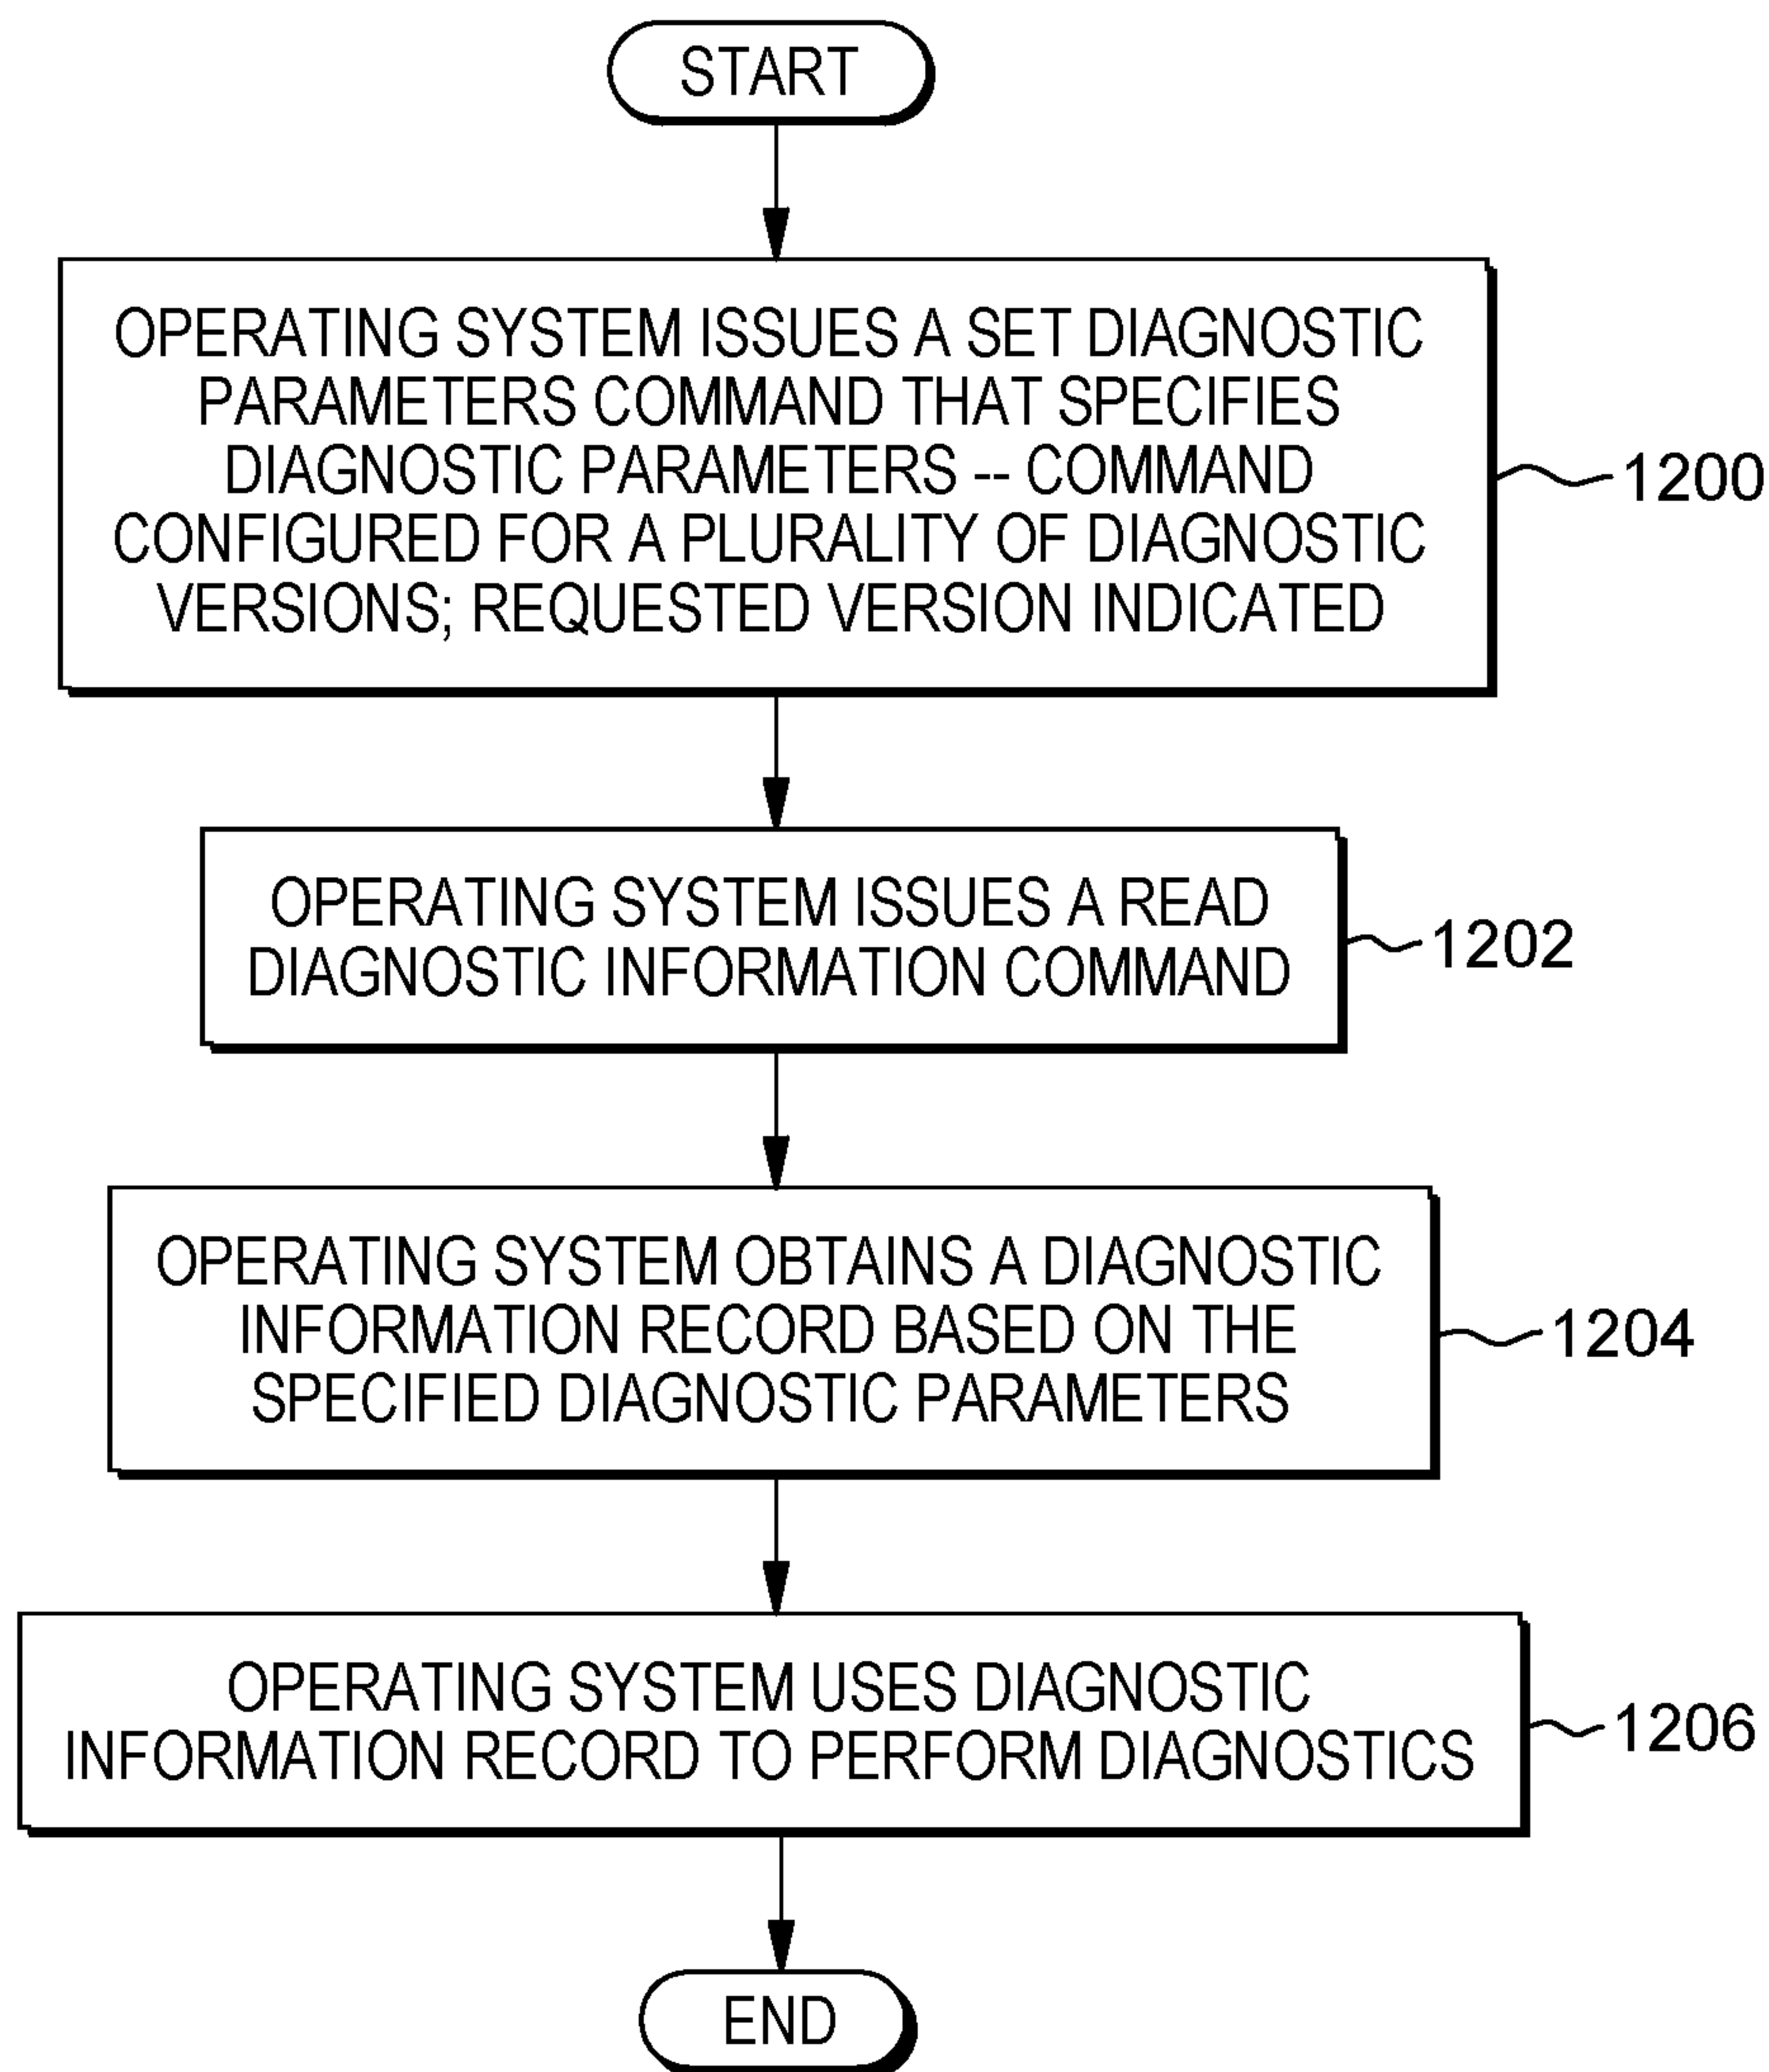 START
OPERATING SYSTEM ISSUES A SET DIAGNOSTIC
PARAMETERS COMMAND THAT SPECIFIES
DIAGNOSTIC PARAMETERS -- COMMAND
CONFIGURED FOR A PLURALITY OF DIAGNOSTIC
VERSIONS; REQUESTED VERSION INDICATED
1200
OPERATING SYSTEM ISSUES A READ
DIAGNOSTIC INFORMATION COMMAND
1202
OPERATING SYSTEM OBTAINS A DIAGNOSTIC
INFORMATION RECORD BASED ON THE
SPECIFIED DIAGNOSTIC PARAMETERS
1204
OPERATING SYSTEM USES DIAGNOSTIC
INFORMATION RECORD TO PERFORM DIAGNOSTICS
1206
END